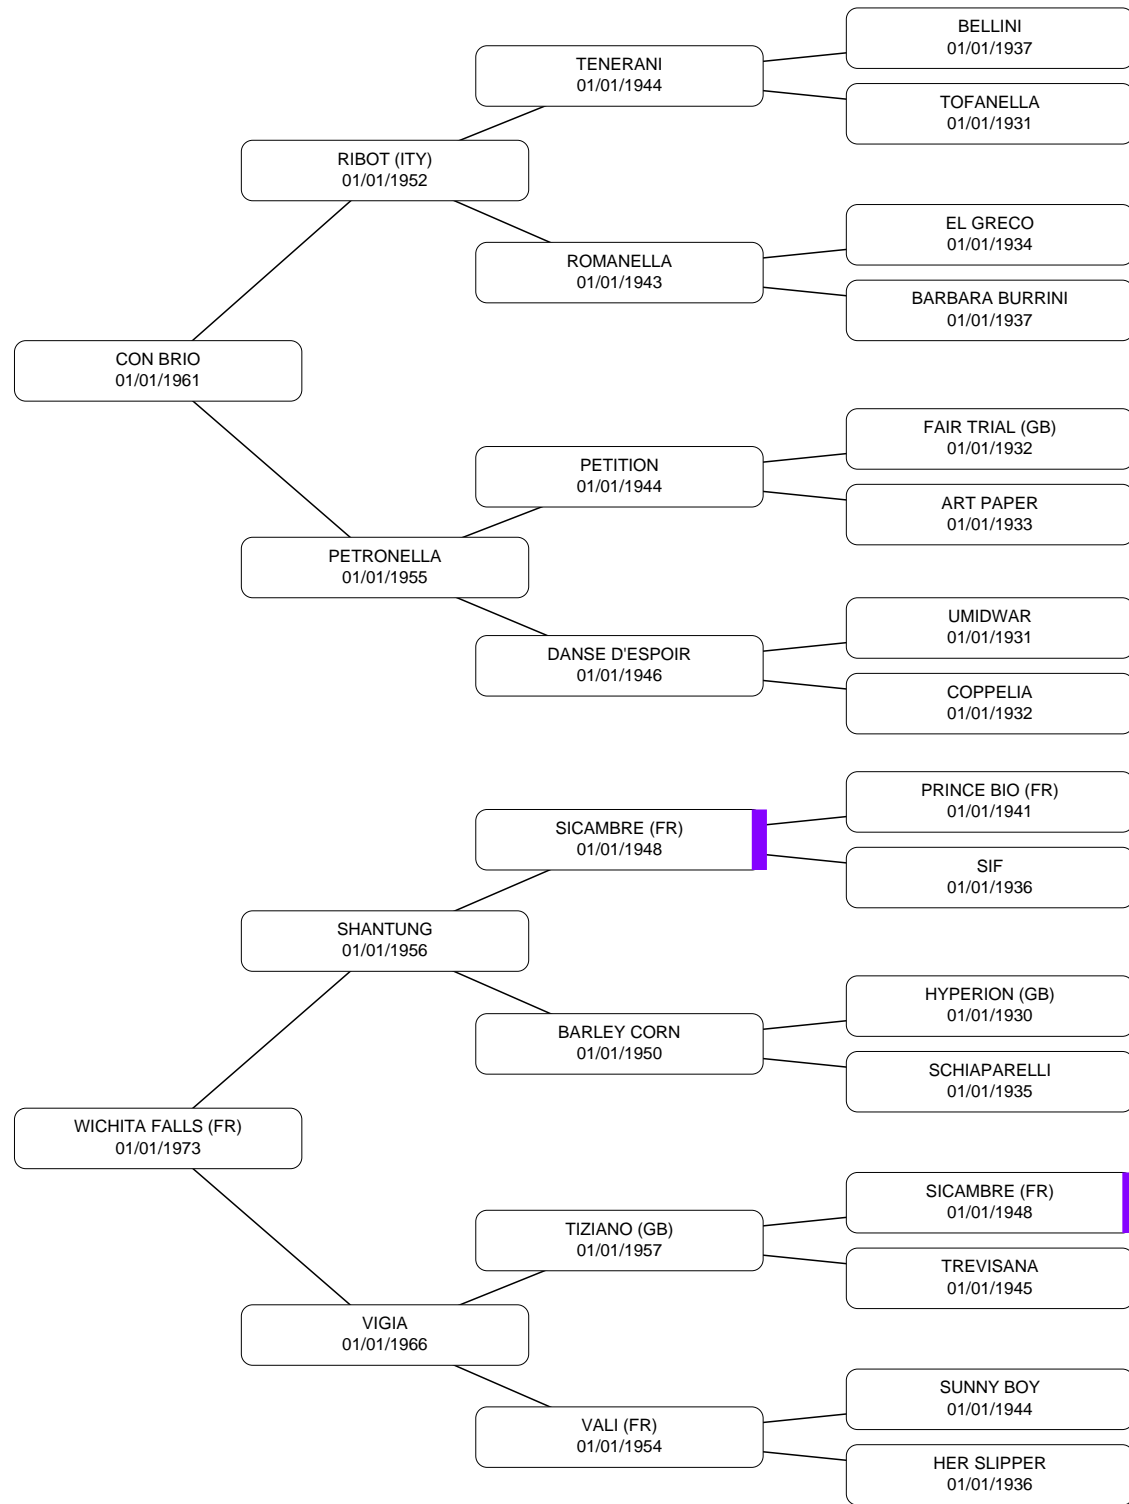 BELLINI
01/01/1937
TENERANI
01/01/1944
TOFANELLA
01/01/1931
RIBOT (ITY)
01/01/1952
EL GRECO
01/01/1934
ROMANELLA
01/01/1943
BARBARA BURRINI
01/01/1937
CON BRIO
01/01/1961
FAIR TRIAL (GB)
01/01/1932
PETITION
01/01/1944
ART PAPER
01/01/1933
PETRONELLA
01/01/1955
UMIDWAR
01/01/1931
DANSE D'ESPOIR
01/01/1946
COPPELIA
01/01/1932
PRINCE BIO (FR)
01/01/1941
SICAMBRE (FR)
01/01/1948
SIF
01/01/1936
SHANTUNG
01/01/1956
HYPERION (GB)
01/01/1930
BARLEY CORN
01/01/1950
SCHIAPARELLI
01/01/1935
WICHITA FALLS (FR)
01/01/1973
SICAMBRE (FR)
01/01/1948
TIZIANO (GB)
01/01/1957
TREVISANA
01/01/1945
VIGIA
01/01/1966
SUNNY BOY
01/01/1944
VALI (FR)
01/01/1954
HER SLIPPER
01/01/1936